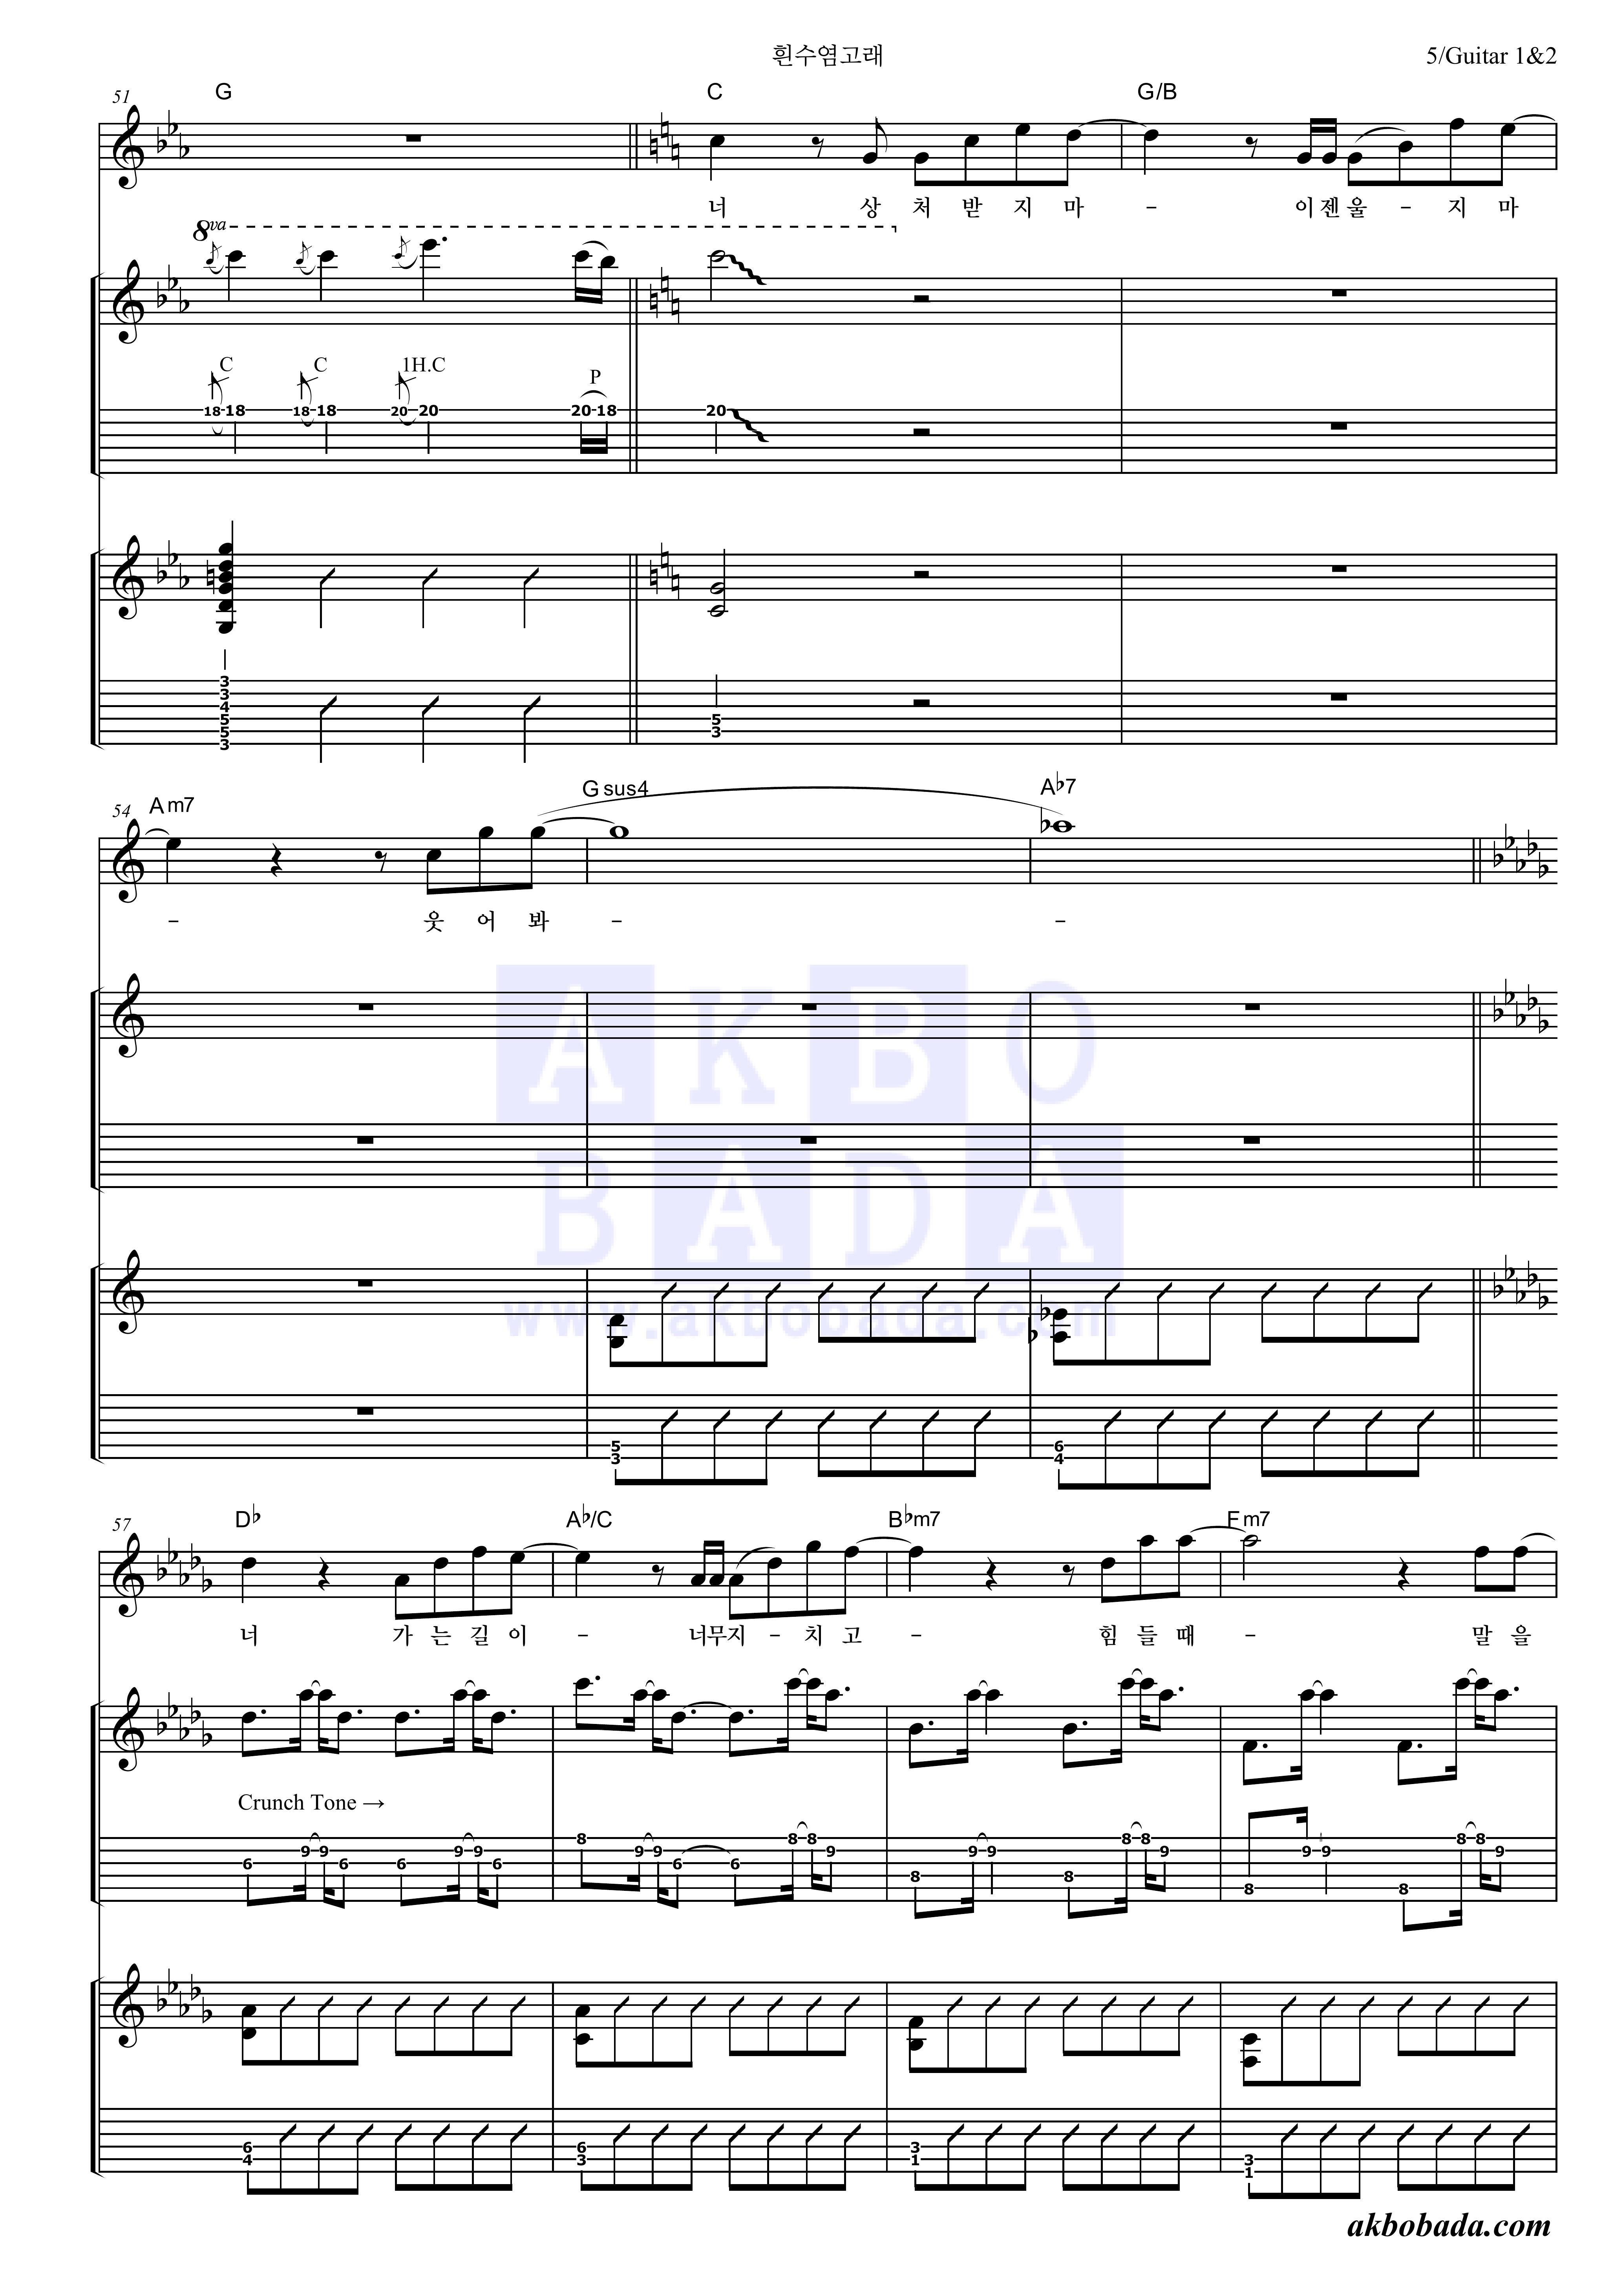 흰수염고래
5/Guitar 1&2
51 G C G/B
너 상 처 받 지 마 - 이 젠 울 - 지 마
8va
C C 1H.C P
18 18 18 18 20 20 20 18 20
3 5
3 3
4
5
5
3
54 Am7 Gsus4 A♭7
- 웃 어 봐 - -
AKBO
BADA
www.akbobada.com
5 6
3 4
57 D♭ A♭/C B♭m7 Fm7
너 가 는 길 이 - 너무지 - 치 고 - 힘 들 때 - 말 을
Crunch Tone →
6 9 9 6 6 9 9 6 8 9 9 6 6 8 8 9 8 9 9 8 8 8 9 8 9 9 8 8 8 9
6 6 3 3
4 3 1 1
akbobada.com